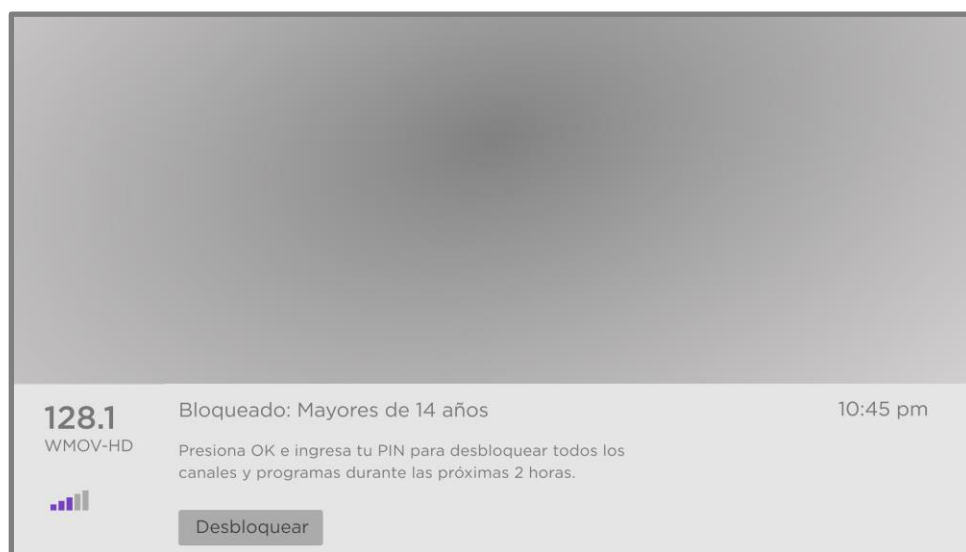 128.1
WMOV-HD
Bloqueado: Mayores de 14 años
10:45 pm
Presiona OK e ingresa tu PIN para desbloquear todos los
canales y programas durante las próximas 2 horas.
Desbloquear